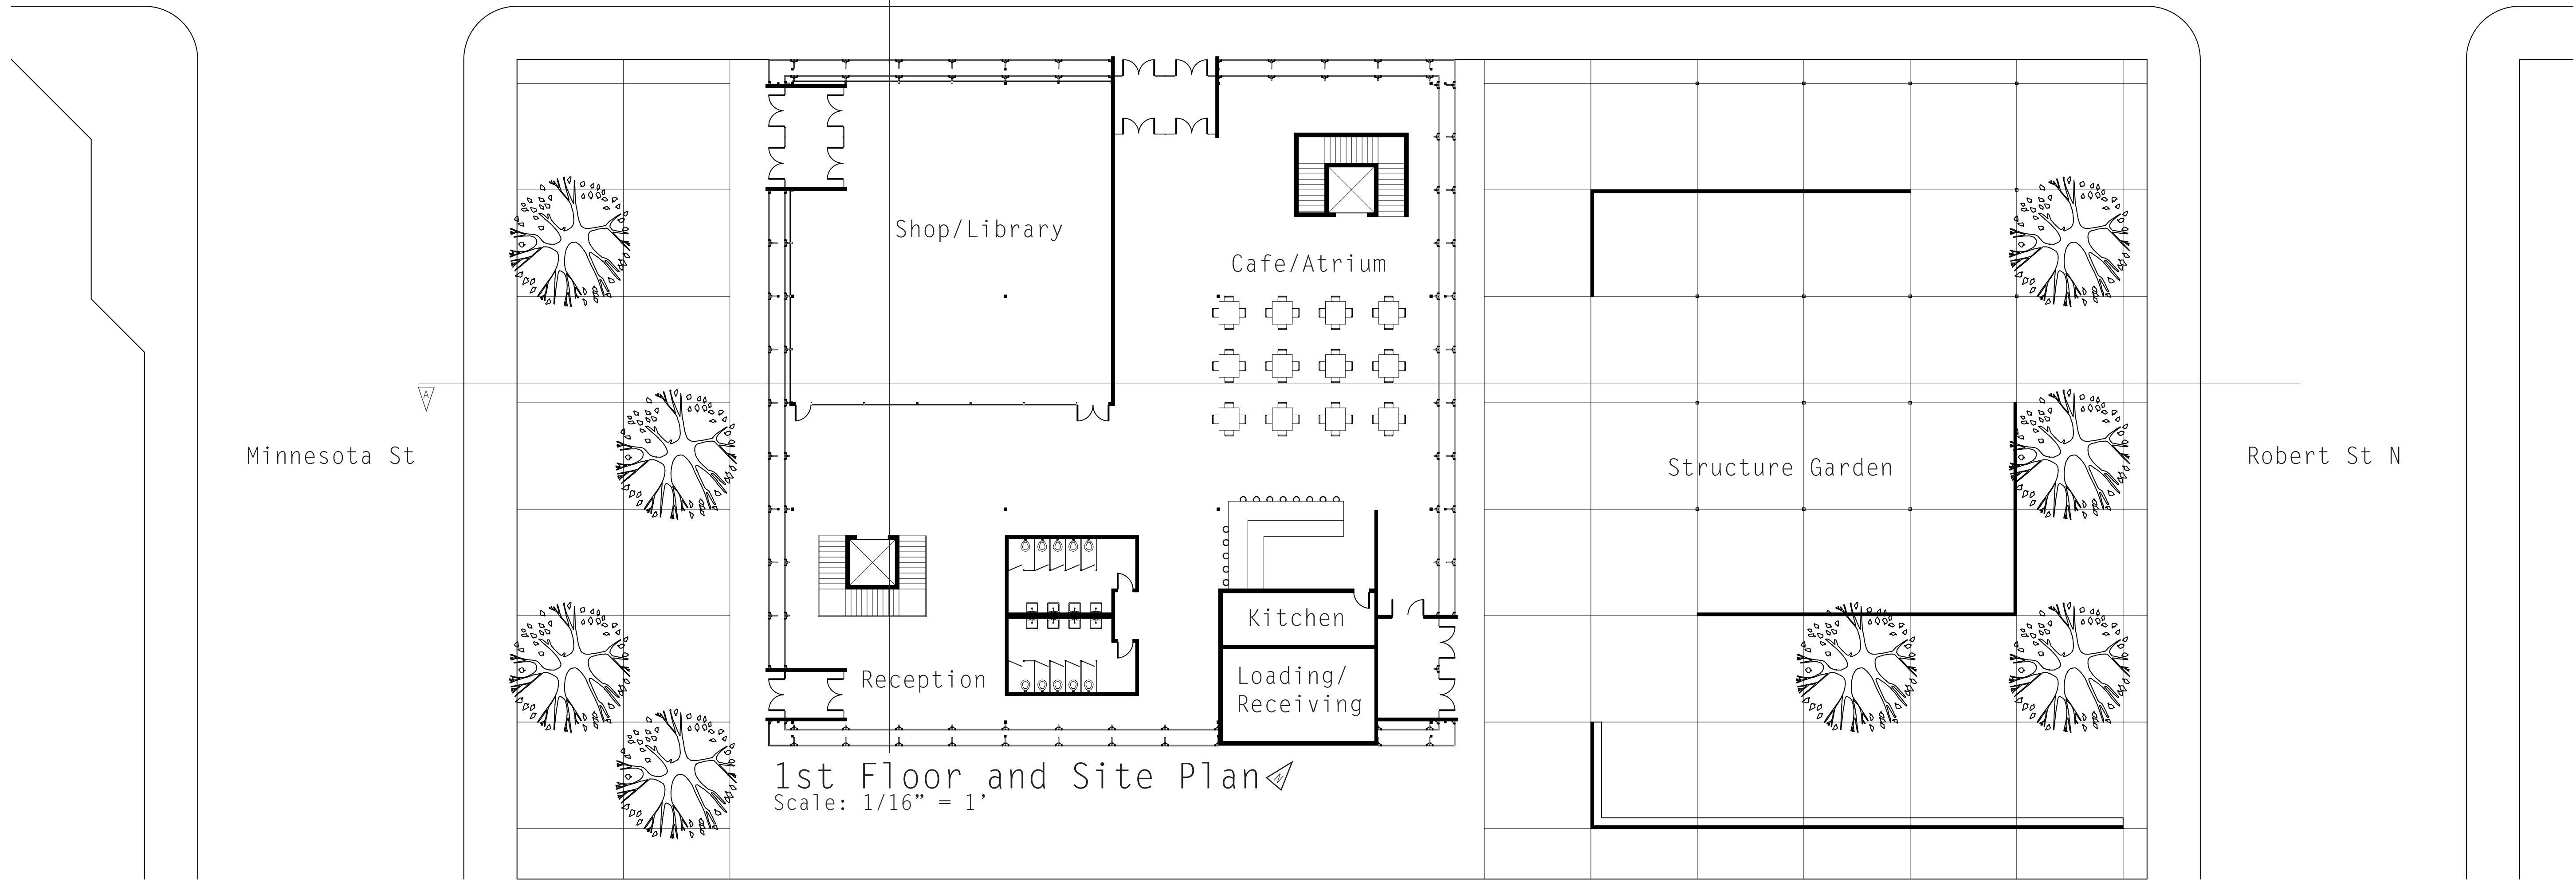 Shop/Library
Cafe/Atrium
A
Minnesota St
Structure Garden
Robert St N
Kitchen
Reception
Loading/
Receiving
1st Floor and Site Plan N
Scale: 1/16” = 1’